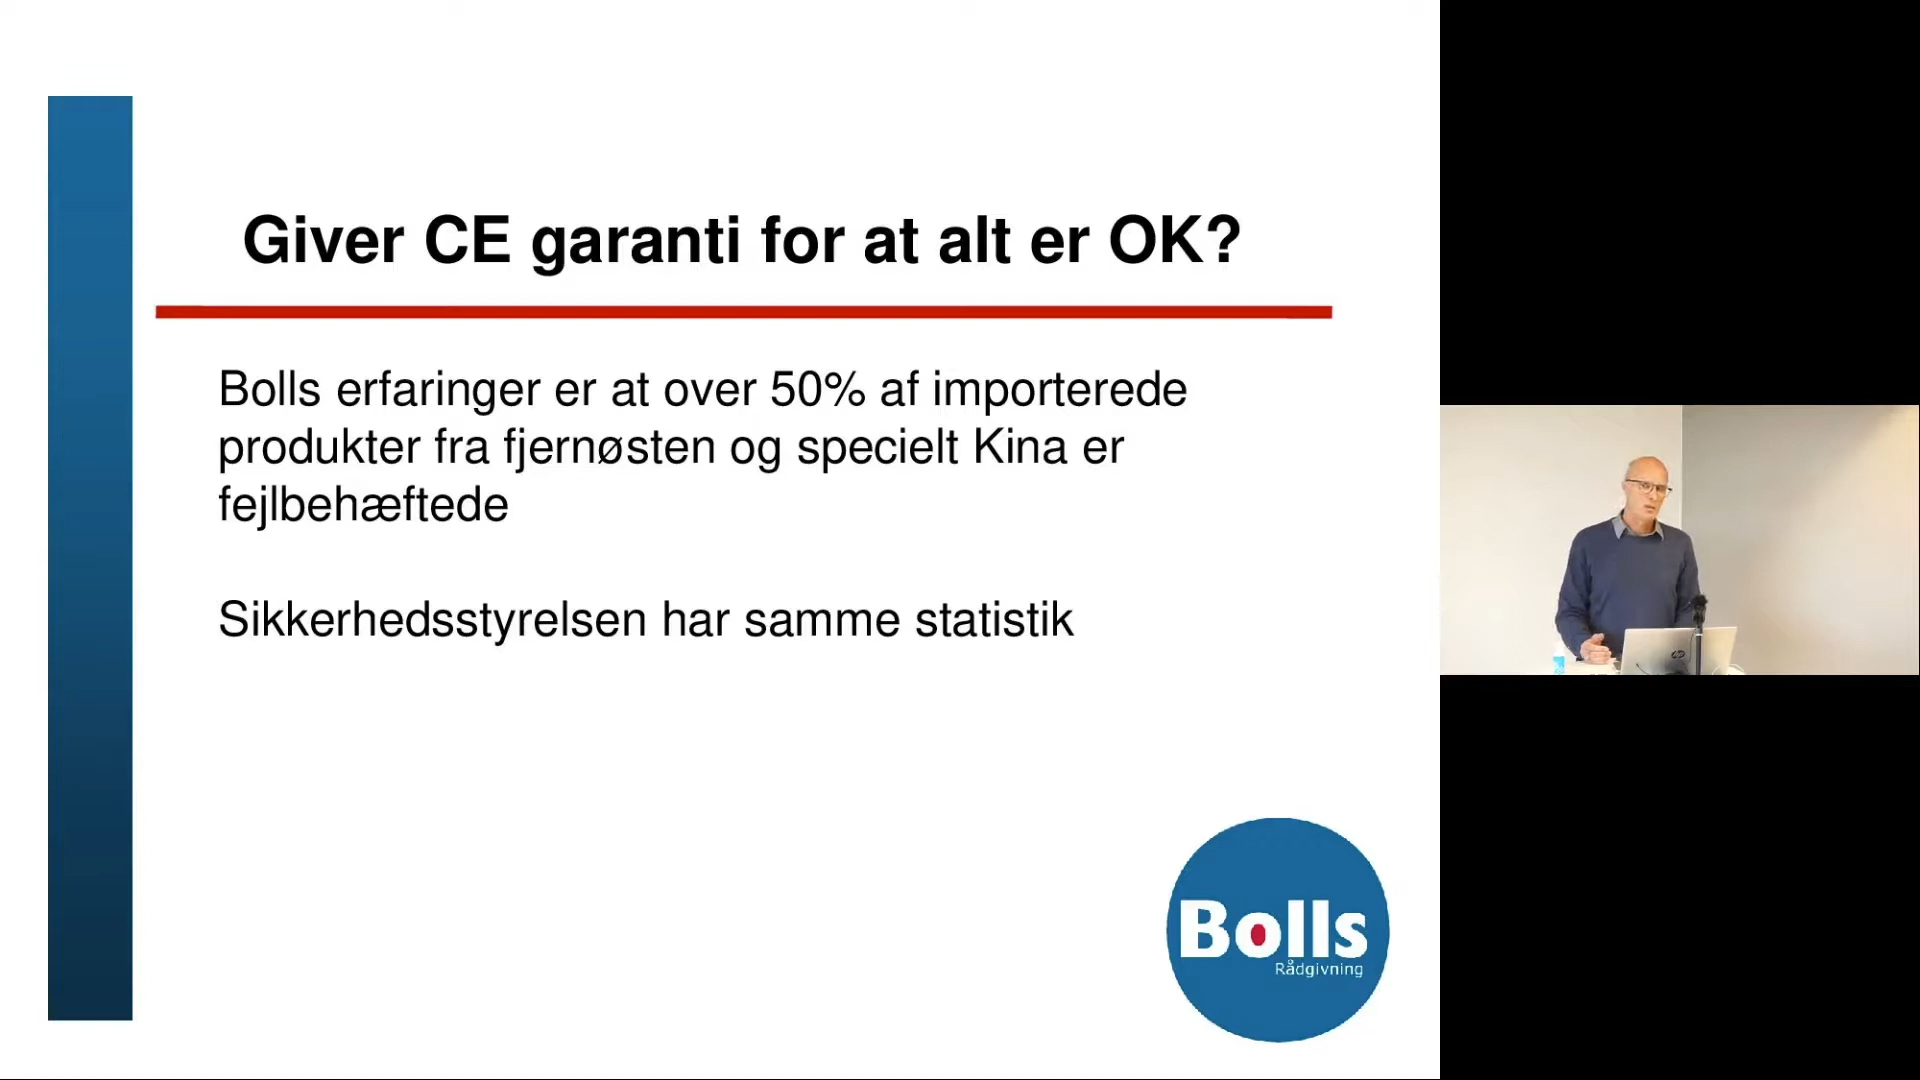 Giver CE garanti for at alt er OK?
Bolls erfaringer er at over 50% af importerede
produkter fra fjernøsten og specielt Kina er
fejlbehæftede
Sikkerhedsstyrelsen har samme statistik
Bolls
Rådgivning
hp